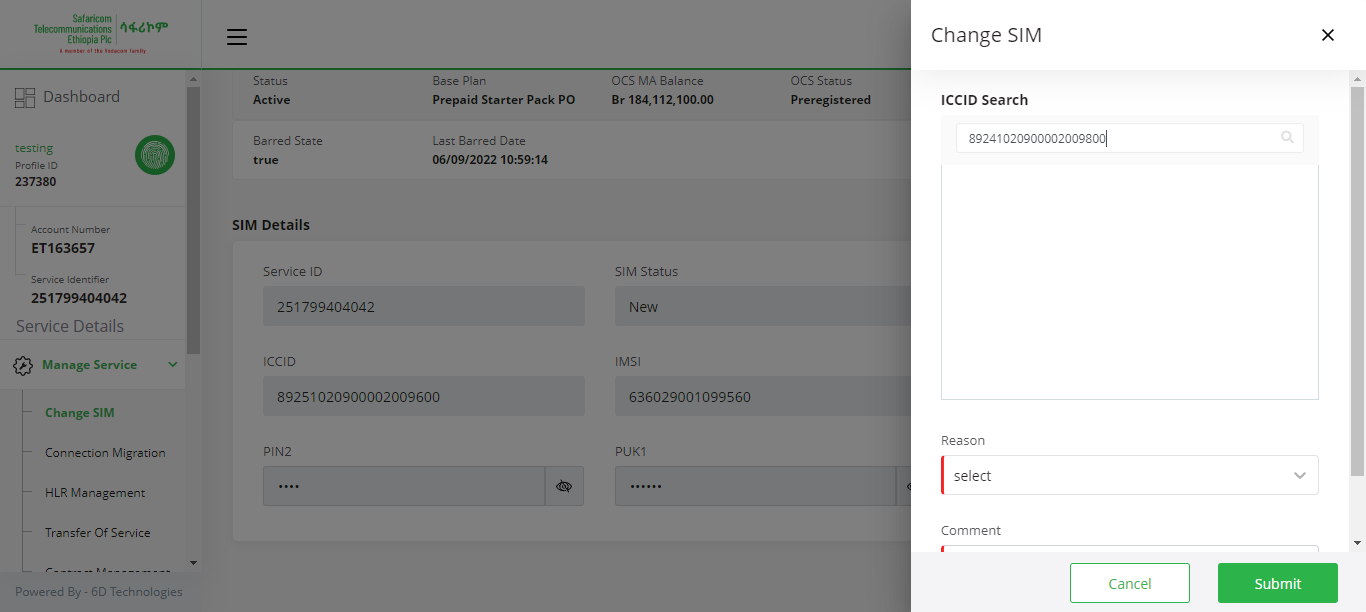 Safaricom
Telecommunications
Ethiopia Plc
ሳፋሪኮም
A member of the Vodacom family
Change SIM
Dashboard
testing
Profile ID
237380
Account Number
ET163657
Service Identifier
251799404042
Service Details
Manage Service
Change SIM
Connection Migration
HLR Management
Transfer Of Service
Contract Management
Powered By - 6D Technologies
Status
Active
Base Plan
Prepaid Starter Pack PO
OCS MA Balance
Br 184,112,100.00
OCS Status
Preregistered
Barred State
true
Last Barred Date
06/09/2022 10:59:14
SIM Details
Service ID
251799404042
SIM Status
New
ICCID
89251020900002009600
IMSI
636029001099560
PIN2
••••
PUK1
••••••
ICCID Search
89241020900002009800
Reason
select
Comment
Cancel
Submit